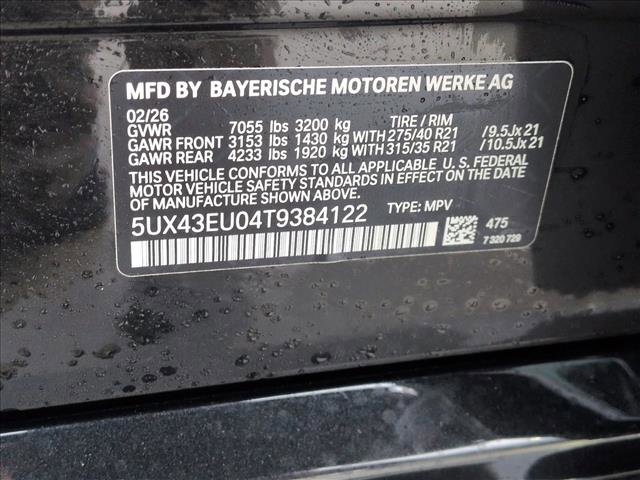 MFD BY BAYERISCHE MOTOREN WERKE AG
02/26
GVWR 7055 lbs 3200 kg TIRE / RIM
GAWR FRONT 3153 lbs 1430 kg WITH 275/40 R21 /9.5Jx21
GAWR REAR 4233 lbs 1920 kg WITH 315/35 R21 /10.5Jx21
THIS VEHICLE CONFORMS TO ALL APPLICABLE U.S. FEDERAL
MOTOR VEHICLE SAFETY STANDARDS IN EFFECT ON THE DATE
OF MANUFACTURE SHOWN ABOVE.
5UX43EU04T9384122 TYPE: MPV
475
7 320 729